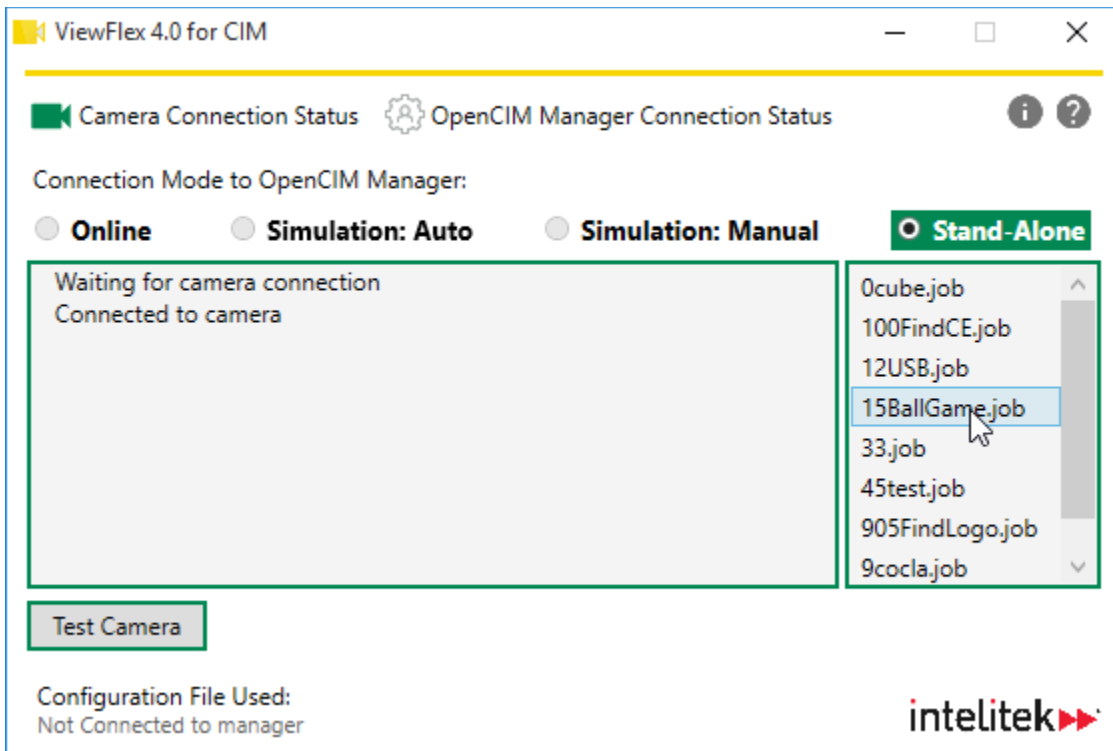 ViewFlex 4.0 for CIM
Camera Connection Status OpenCIM Manager Connection Status
Connection Mode to OpenCIM Manager:
Online Simulation: Auto Simulation: Manual Stand-Alone
Waiting for camera connection
Connected to camera
0cube.job
100FindCE.job
12USB.job
15BallGame.job
33.job
45test.job
905FindLogo.job
9cocla.job
Test Camera
Configuration File Used:
Not Connected to manager
intelitek